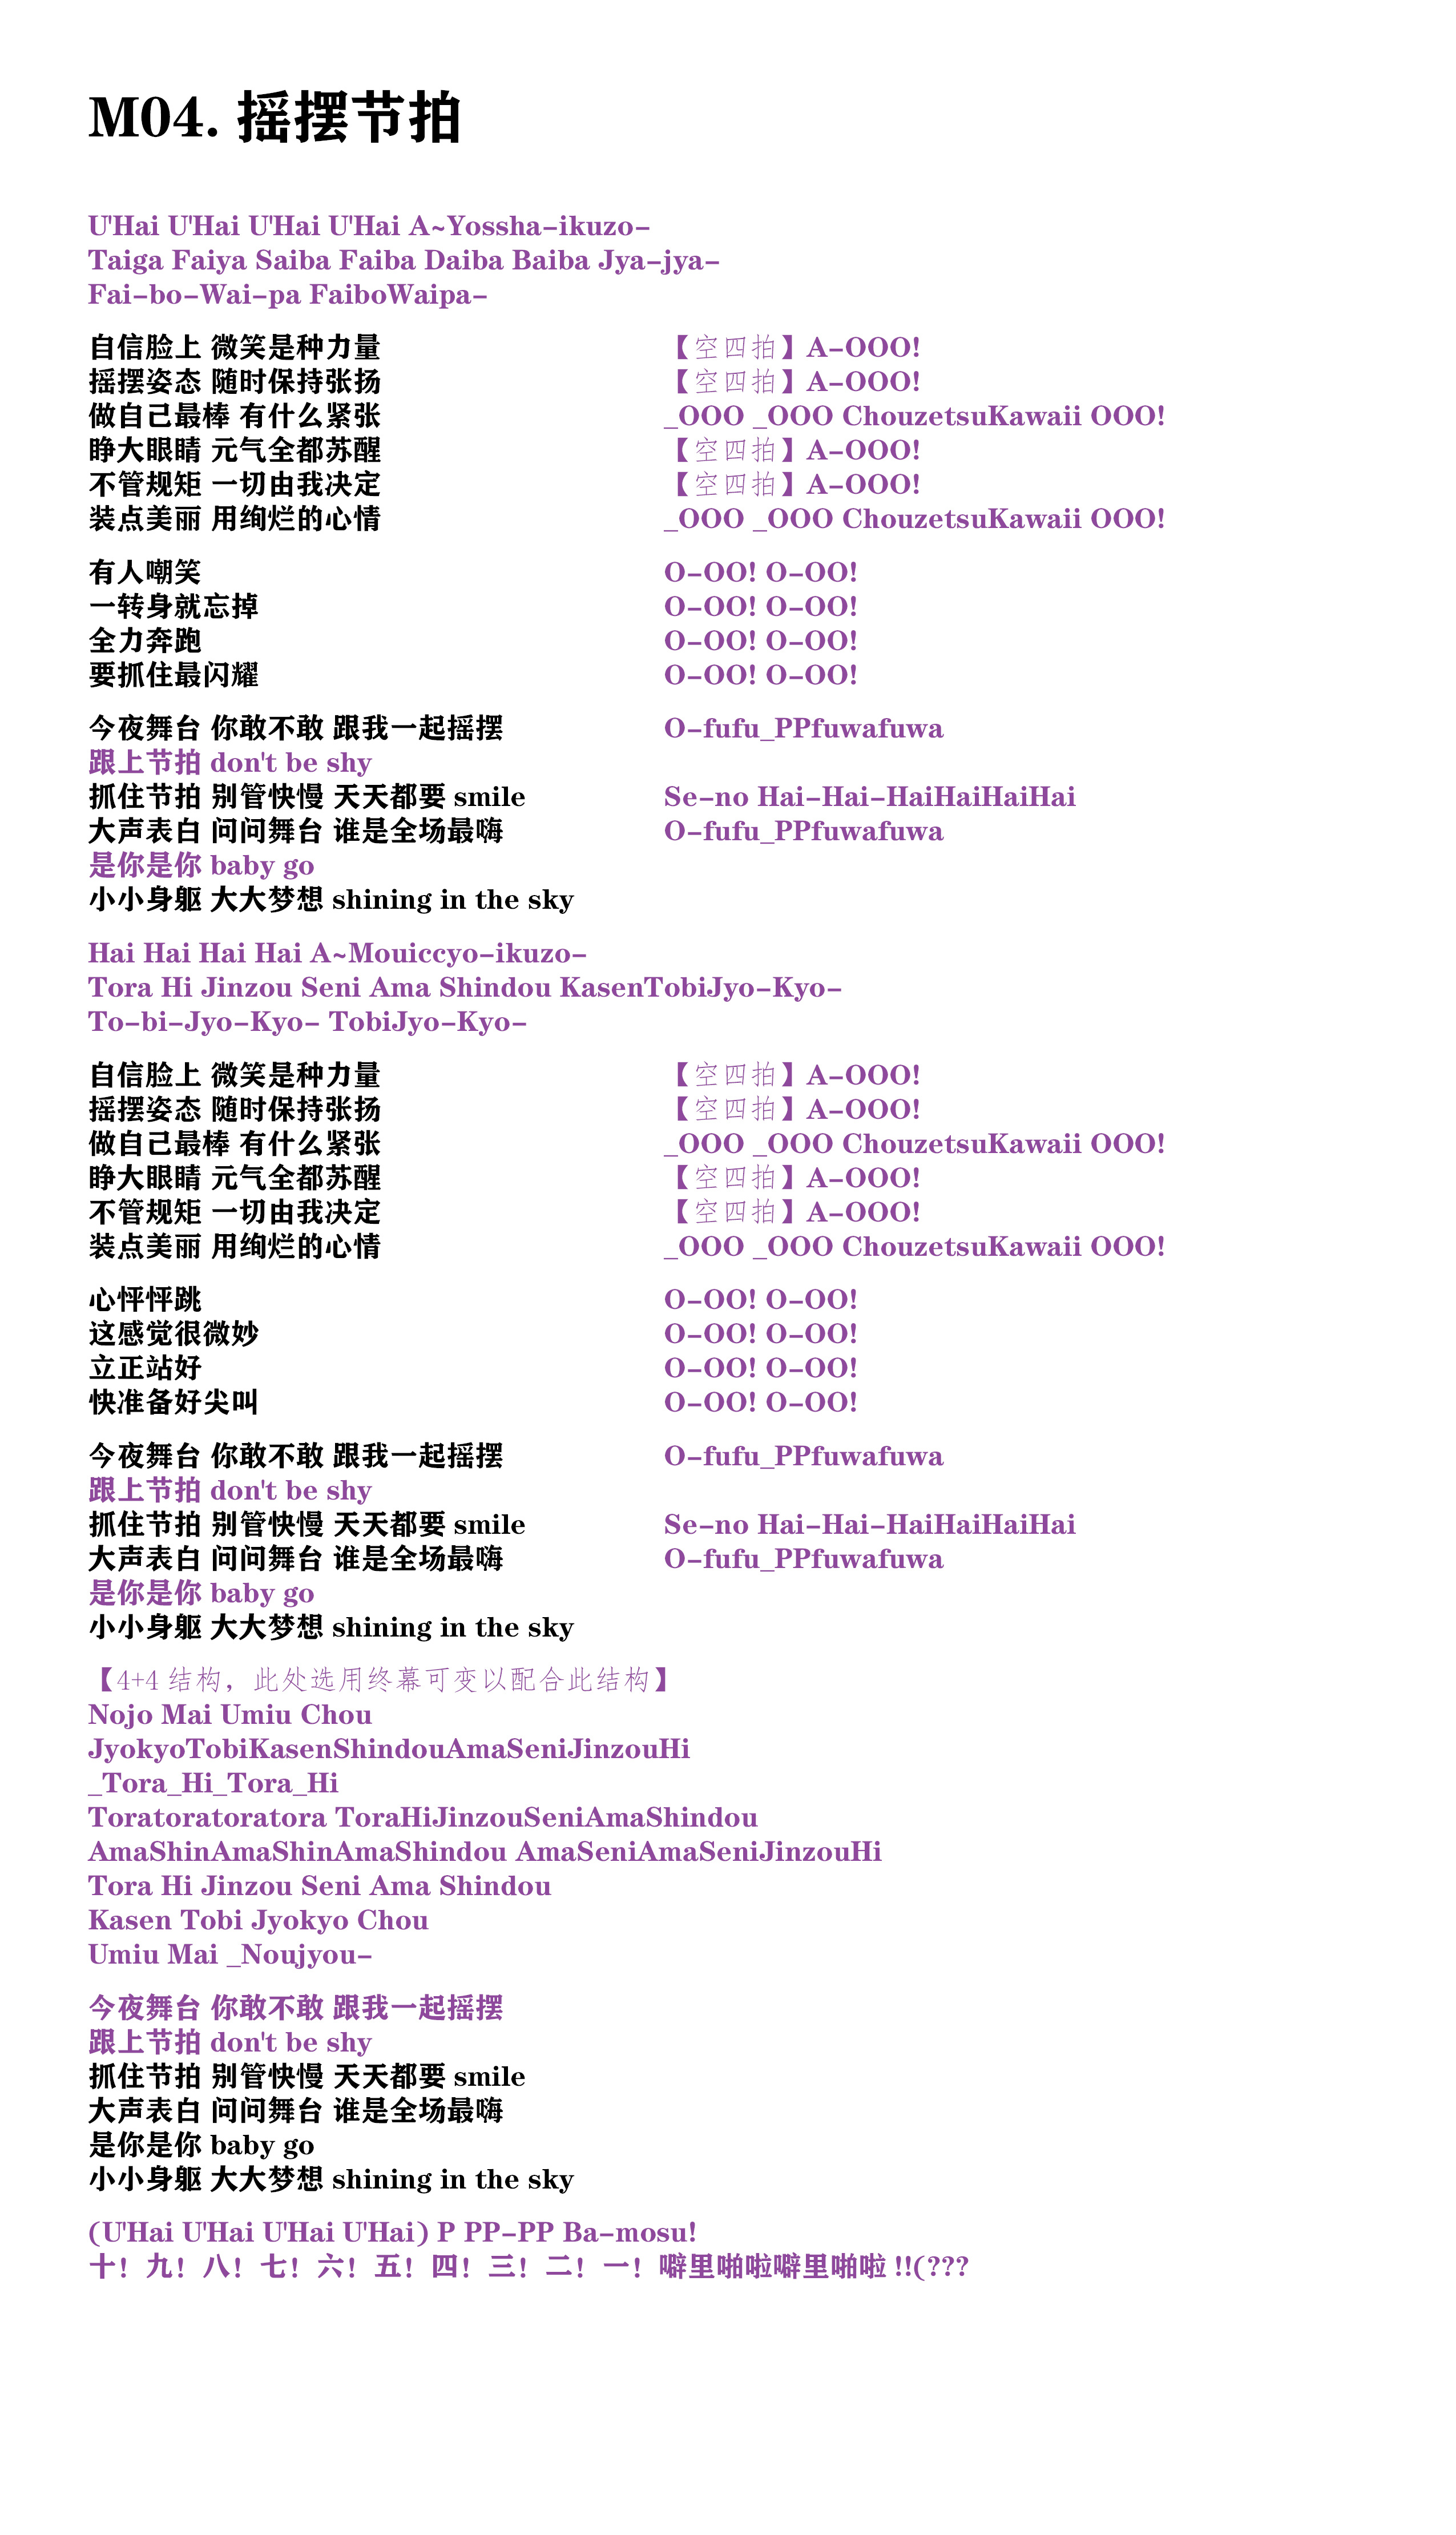 M04. 摇摆节拍
U'Hai U'Hai U'Hai U'Hai A~Yossha-ikuzo-
Taiga Faiya Saiba Faiba Daiba Baiba Jya-jya-
Fai-bo-Wai-pa FaiboWaipa-
自信脸上 微笑是种力量 【空四拍】A-OOO!
摇摆姿态 随时保持张扬 【空四拍】A-OOO!
做自己最棒 有什么紧张 _OOO _OOO ChouzetsuKawaii OOO!
睁大眼睛 元气全都苏醒 【空四拍】A-OOO!
不管规矩 一切由我决定 【空四拍】A-OOO!
装点美丽 用绚烂的心情 _OOO _OOO ChouzetsuKawaii OOO!
有人嘲笑 O-OO! O-OO!
一转身就忘掉 O-OO! O-OO!
全力奔跑 O-OO! O-OO!
要抓住最闪耀 O-OO! O-OO!
今夜舞台 你敢不敢 跟我一起摇摆 O-fufu_PPfuwafuwa
跟上节拍 don't be shy
抓住节拍 别管快慢 天天都要 smile Se-no Hai-Hai-HaiHaiHaiHai
大声表白 问问舞台 谁是全场最嗨 O-fufu_PPfuwafuwa
是你是你 baby go
小小身躯 大大梦想 shining in the sky
Hai Hai Hai Hai A~Mouiccyo-ikuzo-
Tora Hi Jinzou Seni Ama Shindou KasenTobiJyo-Kyo-
To-bi-Jyo-Kyo- TobiJyo-Kyo-
自信脸上 微笑是种力量 【空四拍】A-OOO!
摇摆姿态 随时保持张扬 【空四拍】A-OOO!
做自己最棒 有什么紧张 _OOO _OOO ChouzetsuKawaii OOO!
睁大眼睛 元气全都苏醒 【空四拍】A-OOO!
不管规矩 一切由我决定 【空四拍】A-OOO!
装点美丽 用绚烂的心情 _OOO _OOO ChouzetsuKawaii OOO!
心怦怦跳 O-OO! O-OO!
这感觉很微妙 O-OO! O-OO!
立正站好 O-OO! O-OO!
快准备好尖叫 O-OO! O-OO!
今夜舞台 你敢不敢 跟我一起摇摆 O-fufu_PPfuwafuwa
跟上节拍 don't be shy
抓住节拍 别管快慢 天天都要 smile Se-no Hai-Hai-HaiHaiHaiHai
大声表白 问问舞台 谁是全场最嗨 O-fufu_PPfuwafuwa
是你是你 baby go
小小身躯 大大梦想 shining in the sky
【4+4 结构，此处选用终幕可变以配合此结构】
Nojo Mai Umiu Chou
JyokyoTobiKasenShindouAmaSeniJinzouHi
_Tora_Hi_Tora_Hi
Toratoratoratora ToraHiJinzouSeniAmaShindou
AmaShinAmaShinAmaShindou AmaSeniAmaSeniJinzouHi
Tora Hi Jinzou Seni Ama Shindou
Kasen Tobi Jyokyo Chou
Umiu Mai _Noujyou-
今夜舞台 你敢不敢 跟我一起摇摆
跟上节拍 don't be shy
抓住节拍 别管快慢 天天都要 smile
大声表白 问问舞台 谁是全场最嗨
是你是你 baby go
小小身躯 大大梦想 shining in the sky
(U'Hai U'Hai U'Hai U'Hai) P PP-PP Ba-mosu!
十！九！八！七！六！五！四！三！二！一！噼里啪啦噼里啪啦 !!(???